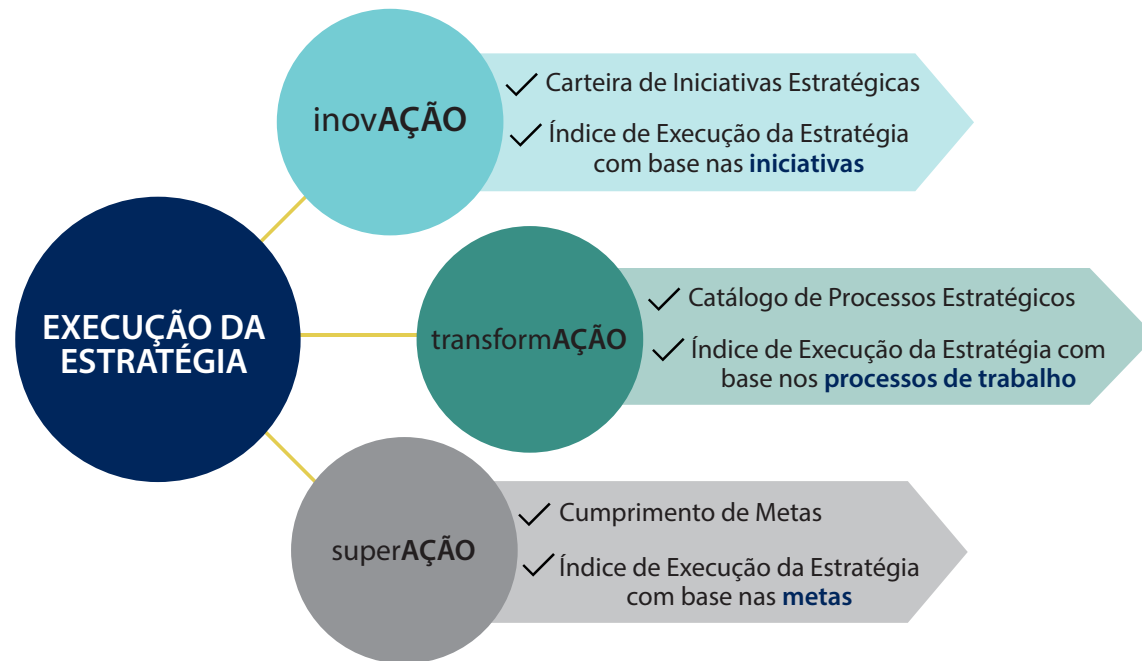 inovAÇÃO
Carteira de Iniciativas Estratégicas
Índice de Execução da Estratégia
com base nas iniciativas
EXECUÇÃO DA
ESTRATÉGIA
transformAÇÃO
Catálogo de Processos Estratégicos
Índice de Execução da Estratégia com
base nos processos de trabalho
superAÇÃO
Cumprimento de Metas
Índice de Execução da Estratégia
com base nas metas